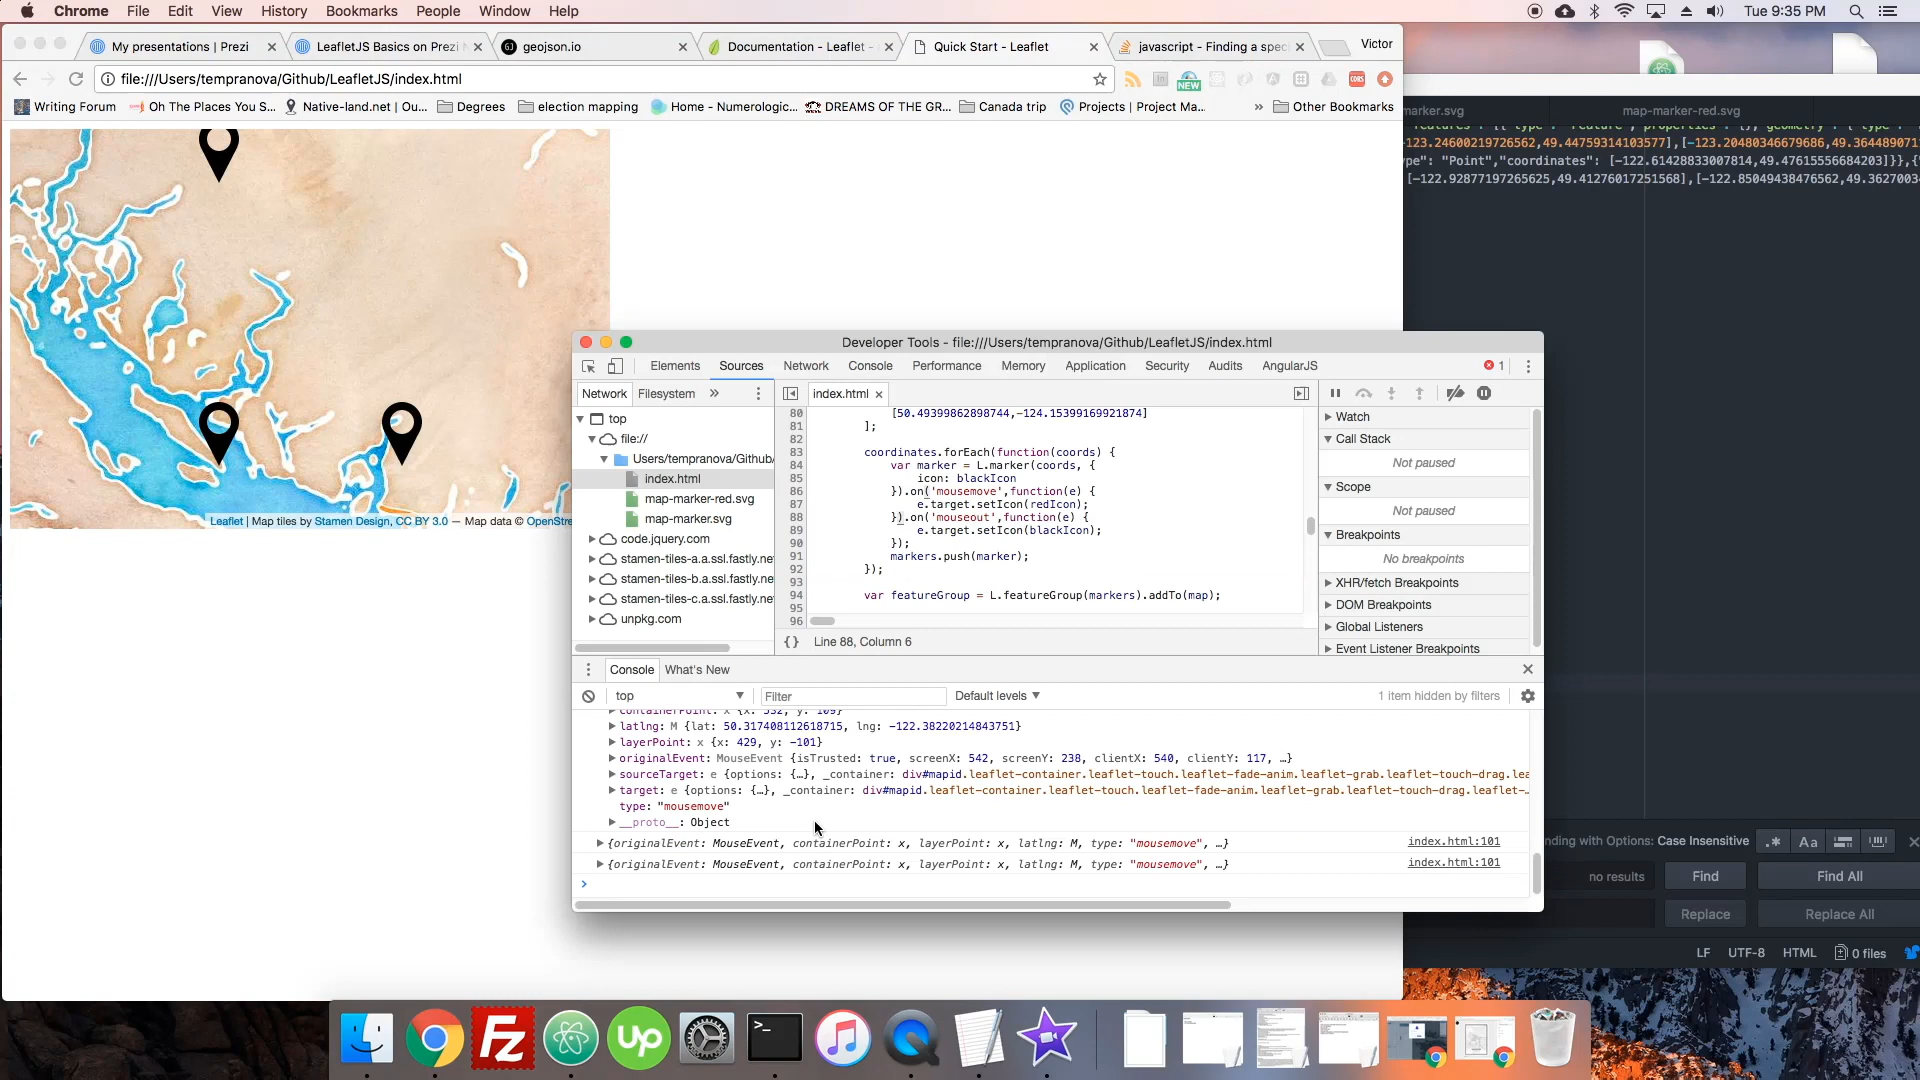 Chrome File Edit View History Bookmarks People Window Help Tue 9:35 PM
My presentations | Prezi
LeafletJS Basics on Prezi
geojson.io
Documentation - Leaflet -
Quick Start - Leaflet
javascript - Finding a spec
Victor
file:///Users/tempranova/Github/LeafletJS/index.html
Writing Forum Oh The Places You S... Native-land.net | Ou... Degrees election mapping Home - Numerologic... DREAMS OF THE GR... Canada trip Projects | Project Ma... » Other Bookmarks
marker.svg map-marker-red.svg
-123.24600219726562,49.44759314103577],[-123.20480346679686,49.364489071
pe": "Point","coordinates": [-122.61428833007814,49.47615556684203]}},{"
[-122.92877197265625,49.41276017251568],[-122.85049438476562,49.3627003
Leaflet | Map tiles by Stamen Design, CC BY 3.0 — Map data © OpenStre
Developer Tools - file:///Users/tempranova/Github/LeafletJS/index.html
Elements Sources Network Console Performance Memory Application Security Audits AngularJS 1
Network Filesystem »
index.html
top
file://
Users/tempranova/Github/
index.html
map-marker-red.svg
map-marker.svg
code.jquery.com
stamen-tiles-a.a.ssl.fastly.ne
stamen-tiles-b.a.ssl.fastly.ne
stamen-tiles-c.a.ssl.fastly.ne
unpkg.com
80 [50.49399862898744,-124.15399169921874]
81 ];
82
83 coordinates.forEach(function(coords) {
84 var marker = L.marker(coords, {
85 icon: blackIcon
86 }).on('mousemove',function(e) {
87 e.target.setIcon(redIcon);
88 }).on('mouseout',function(e) {
89 e.target.setIcon(blackIcon);
90 });
91 markers.push(marker);
92 });
93
94 var featureGroup = L.featureGroup(markers).addTo(map);
95
96
{} Line 88, Column 6
Watch
Call Stack
Not paused
Scope
Not paused
Breakpoints
No breakpoints
XHR/fetch Breakpoints
DOM Breakpoints
Global Listeners
Event Listener Breakpoints
Console What's New
top Filter Default levels 1 item hidden by filters
latlng: M {lat: 50.317408112618715, lng: -122.38220214843751}
layerPoint: x {x: 429, y: -101}
originalEvent: MouseEvent {isTrusted: true, screenX: 542, screenY: 238, clientX: 540, clientY: 117, …}
sourceTarget: e {options: {…}, _container: div#mapid.leaflet-container.leaflet-touch.leaflet-fade-anim.leaflet-grab.leaflet-touch-drag.lea
target: e {options: {…}, _container: div#mapid.leaflet-container.leaflet-touch.leaflet-fade-anim.leaflet-grab.leaflet-touch-drag.leaflet-
type: "mousemove"
__proto__: Object
{originalEvent: MouseEvent, containerPoint: x, layerPoint: x, latlng: M, type: "mousemove", …} index.html:101
{originalEvent: MouseEvent, containerPoint: x, layerPoint: x, latlng: M, type: "mousemove", …} index.html:101
nding with Options: Case Insensitive .* Aa
no results Find Find All
Replace Replace All
LF UTF-8 HTML 0 files
Fz
Up